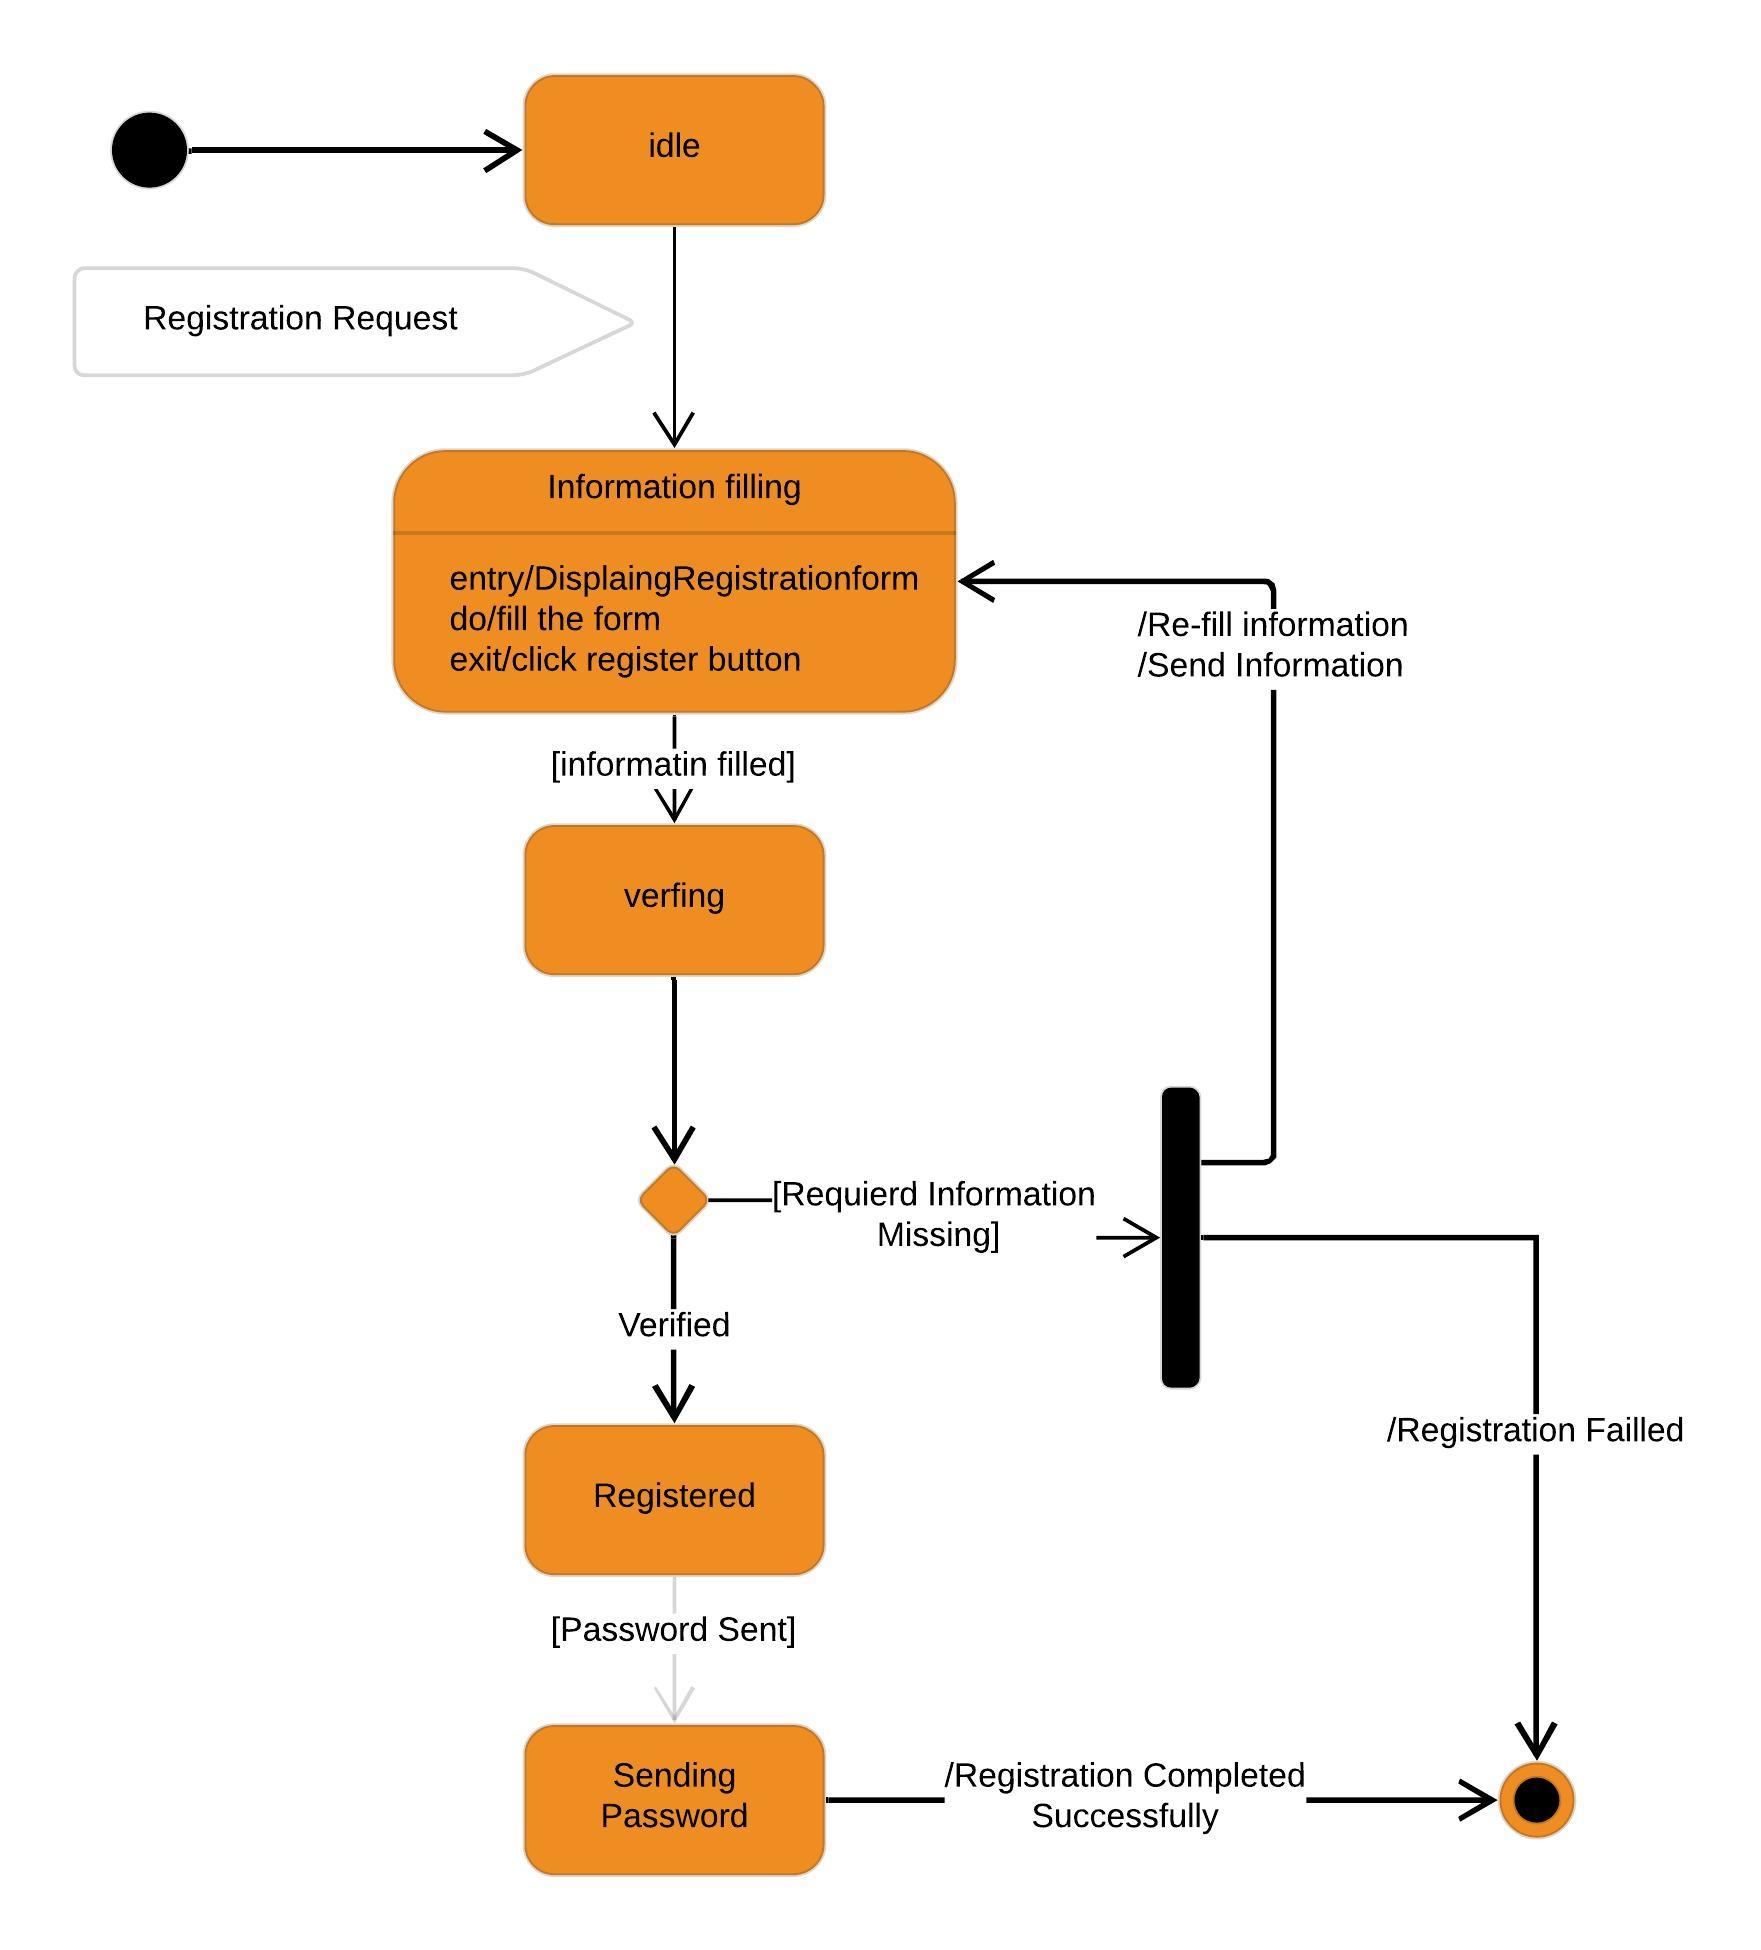 idle
Registration Request
Information filling
entry/DisplaingRegistrationform
do/fill the form
exit/click register button
/Re-fill information
/Send Information
[informatin filled]
verfing
[Requierd Information
Missing]
Verified
/Registration Failled
Registered
[Password Sent]
Sending
Password
/Registration Completed
Successfully